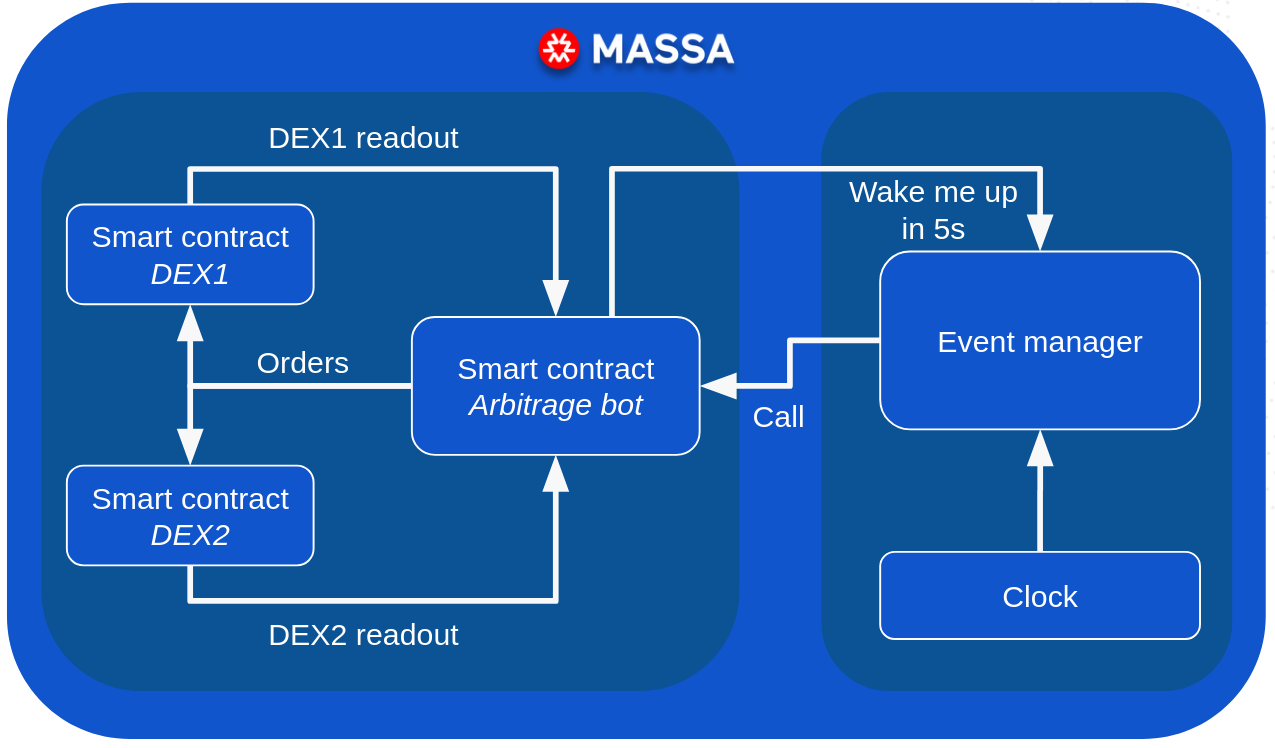 MASSA
DEX1 readout
Smart contract
DEX1
Orders
Smart contract
Arbitrage bot
Smart contract
DEX2
DEX2 readout
Wake me up
in 5s
Event manager
Call
Clock